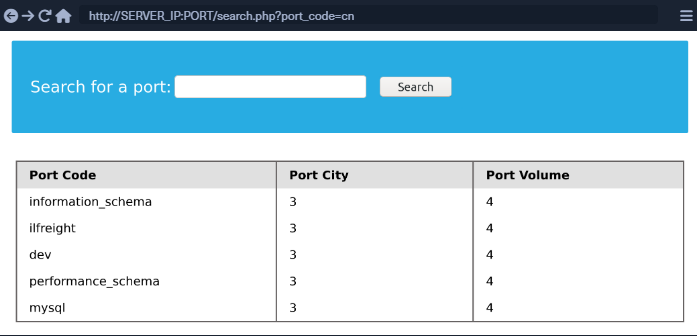 http://SERVER_IP:PORT/search.php?port_code=cn
Search for a port: Search
Port Code Port City Port Volume
information_schema 3 4
ilfreight 3 4
dev 3 4
performance_schema 3 4
mysql 3 4